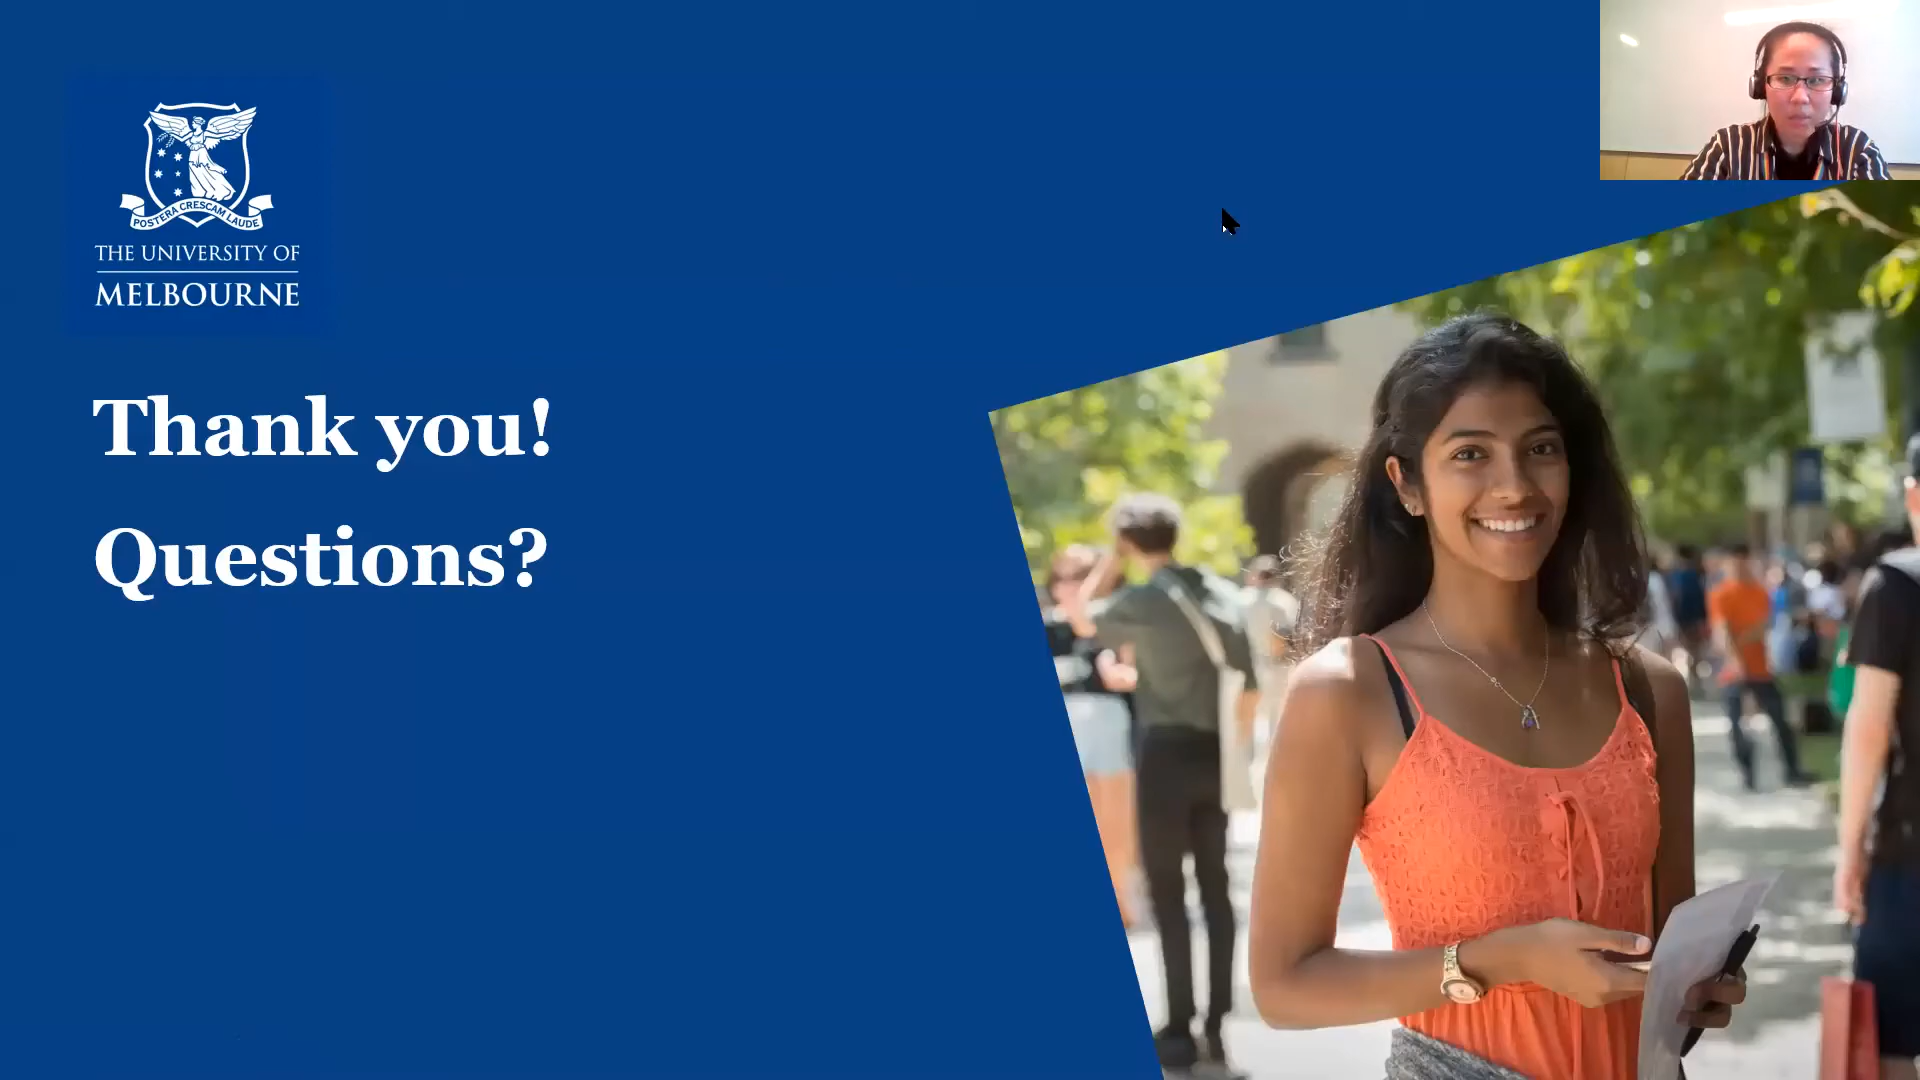 POSTERA CRESCAM LAUDE
THE UNIVERSITY OF
MELBOURNE
Thank you!
Questions?